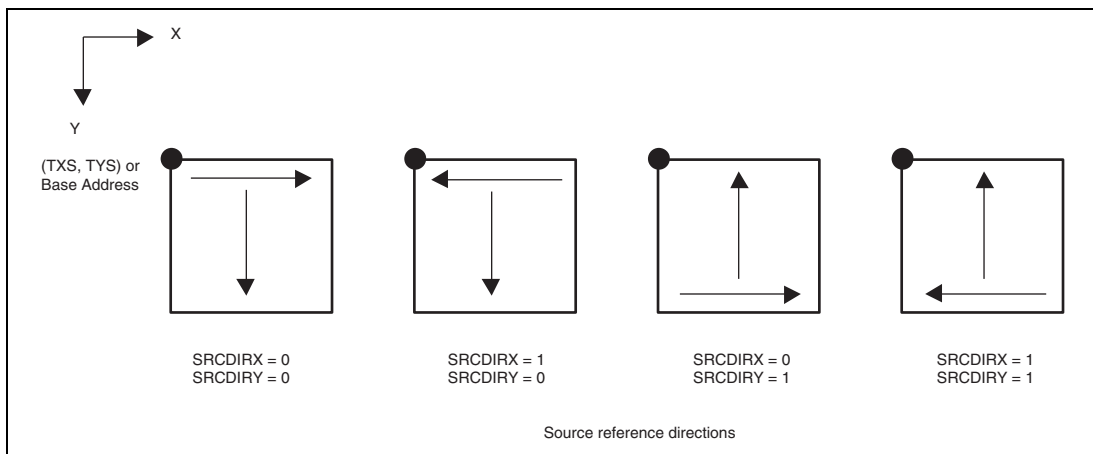 X
Y
(TXS, TYS) or
Base Address
SRCDIRX = 0
SRCDIRY = 0
SRCDIRX = 1
SRCDIRY = 0
SRCDIRX = 0
SRCDIRY = 1
SRCDIRX = 1
SRCDIRY = 1
Source reference directions